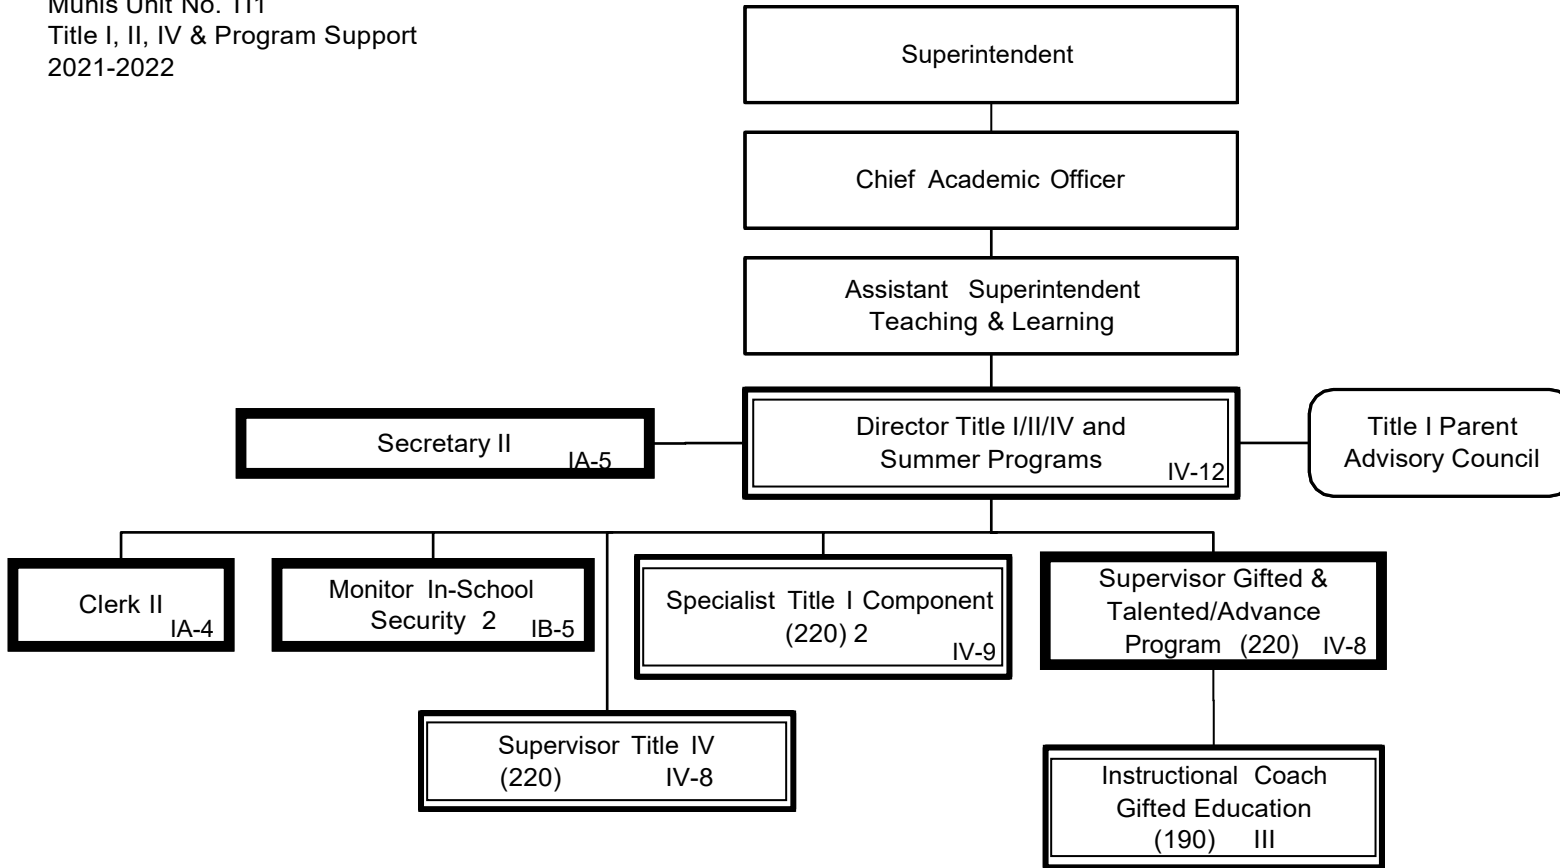 Munis Unit No. TI1
Title I, II, IV & Program Support
2021-2022
Superintendent
Chief Academic Officer
Assistant Superintendent
Teaching & Learning
Secretary II
IA-5
Director Title I/II/IV and
Summer Programs
IV-12
Title I Parent
Advisory Council
Clerk II
IA-4
Monitor In-School
Security 2
IB-5
Specialist Title I Component
(220) 2
IV-9
Supervisor Gifted &
Talented/Advance
Program (220) IV-8
Supervisor Title IV
(220) IV-8
Instructional Coach
Gifted Education
(190) III